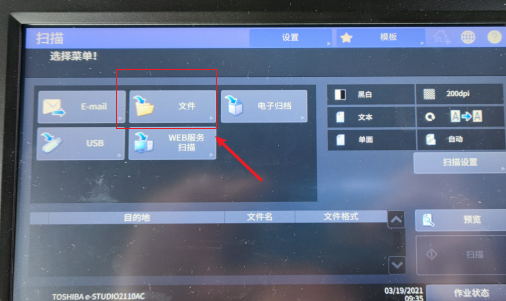 扫描 设置 模板
选择菜单!
E-mail 文件 电子归档
USB WEB服务
扫描
黑白 200dpi
文本 A A
单面 自动
扫描设置
目的地 文件名 文件格式
预览
扫描
TOSHIBA e-STUDIO2110AC
03/19/2021
09:35
作业状态